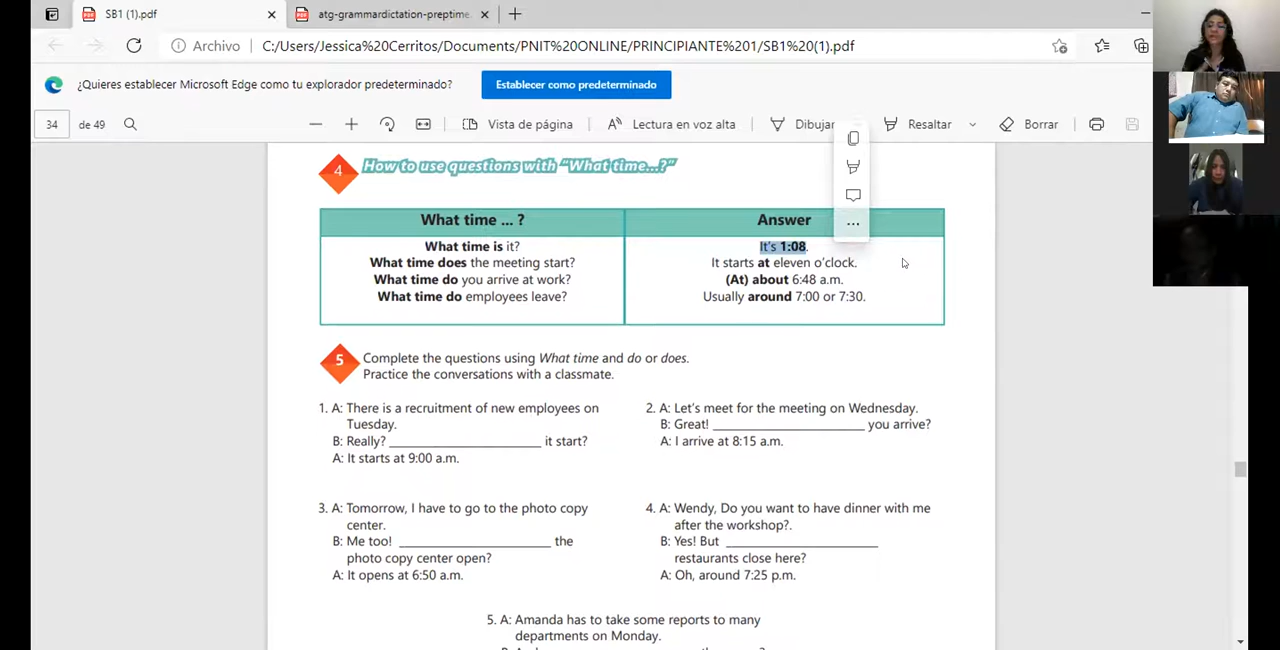 SB1 (1).pdf
atg-grammardictation-preptime.
Archivo
C:/Users/Jessica%20Cerritos/Documents/PNIT%20ONLINE/PRINCIPIANTE%201/SB1%20(1).pdf
¿Quieres establecer Microsoft Edge como tu explorador predeterminado?
Establecer como predeterminado
34
de 49
Vista de página
Lectura en voz alta
Dibujar
Resaltar
Borrar
4
How to use questions with “What time...?”
What time ... ?
Answer
What time is it?
It’s 1:08.
What time does the meeting start?
It starts at eleven o’clock.
What time do you arrive at work?
(At) about 6:48 a.m.
What time do employees leave?
Usually around 7:00 or 7:30.
5
Complete the questions using What time and do or does.
Practice the conversations with a classmate.
1. A: There is a recruitment of new employees on
Tuesday.
B: Really? ____________________ it start?
A: It starts at 9:00 a.m.
2. A: Let’s meet for the meeting on Wednesday.
B: Great! ____________________ you arrive?
A: I arrive at 8:15 a.m.
3. A: Tomorrow, I have to go to the photo copy
center.
B: Me too! ____________________ the
photo copy center open?
A: It opens at 6:50 a.m.
4. A: Wendy, Do you want to have dinner with me
after the workshop?.
B: Yes! But ____________________
restaurants close here?
A: Oh, around 7:25 p.m.
5. A: Amanda has to take some reports to many
departments on Monday.